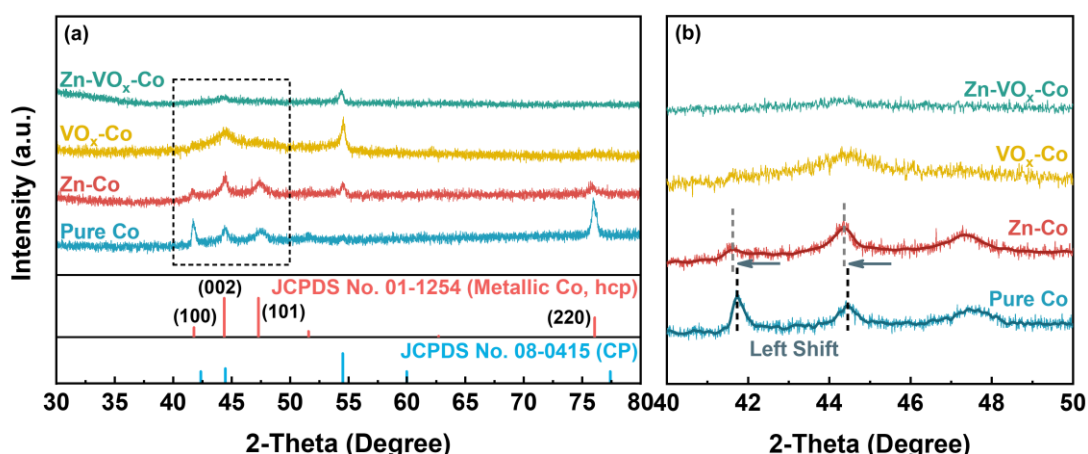 (a)
Zn-VOₓ-Co
VOₓ-Co
Zn-Co
Pure Co
JCPDS No. 01-1254 (Metallic Co, hcp)
(002)
(100)
(101)
(220)
JCPDS No. 08-0415 (CP)
30 35 40 45 50 55 60 65 70 75 80
2-Theta (Degree)
Intensity (a.u.)
(b)
Zn-VOₓ-Co
VOₓ-Co
Zn-Co
Pure Co
Left Shift
40 42 44 46 48 50
2-Theta (Degree)